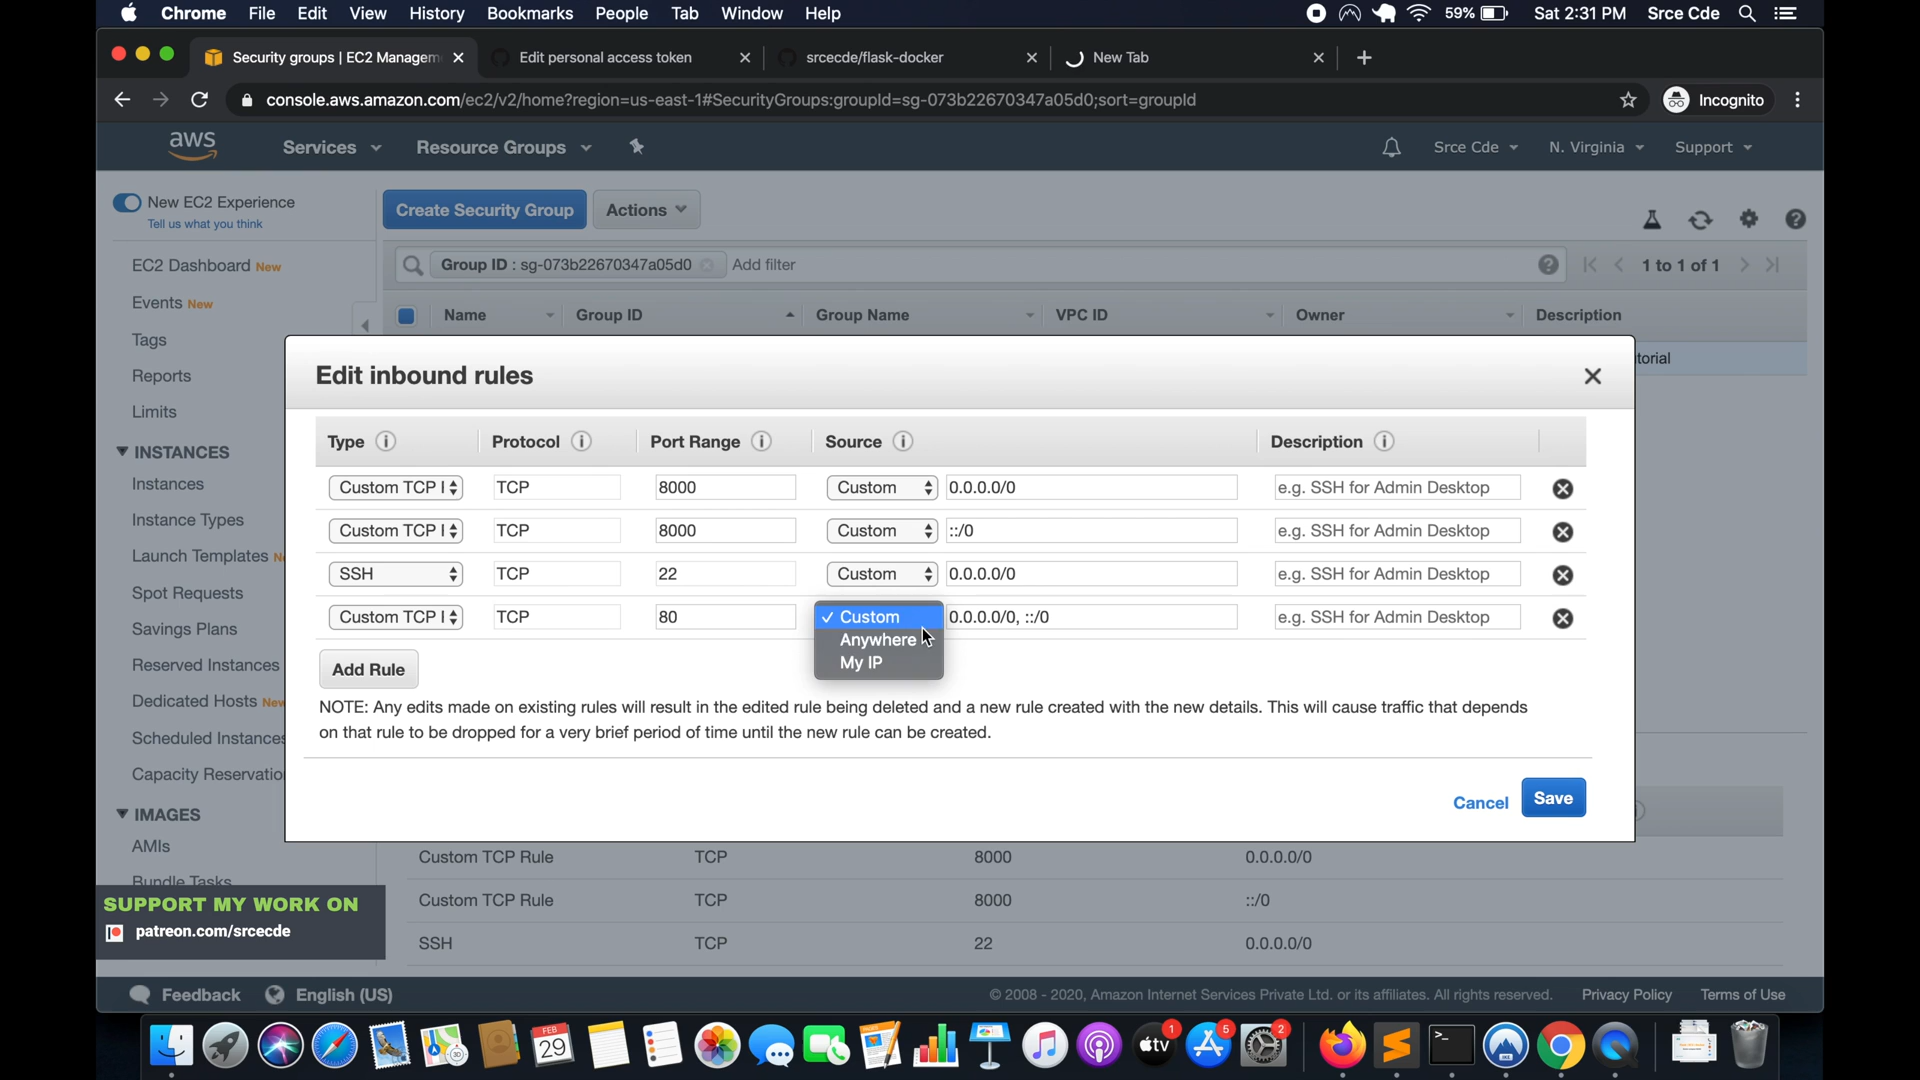 Chrome File Edit View History Bookmarks People Tab Window Help 59% Sat 2:31 PM Srce Cde
Security groups | EC2 Managem Edit personal access token srcecde/flask-docker New Tab
console.aws.amazon.com/ec2/v2/home?region=us-east-1#SecurityGroups:groupId=sg-073b22670347a05d0;sort=groupId Incognito
aws Services Resource Groups Srce Cde N. Virginia Support
New EC2 Experience
Tell us what you think
Create Security Group Actions
EC2 Dashboard New
Group ID : sg-073b22670347a05d0 Add filter 1 to 1 of 1
Events New
Name Group ID Group Name VPC ID Owner Description
Tags
torial
Reports
Limits
INSTANCES
Instances
Instance Types
Launch Templates
Spot Requests
Savings Plans
Reserved Instances
Dedicated Hosts New
Scheduled Instances
Capacity Reservatio
IMAGES
AMIs
Bundle Tasks
Edit inbound rules
Type Protocol Port Range Source Description
Custom TCP TCP 8000 Custom 0.0.0.0/0 e.g. SSH for Admin Desktop
Custom TCP TCP 8000 Custom ::/0 e.g. SSH for Admin Desktop
SSH TCP 22 Custom 0.0.0.0/0 e.g. SSH for Admin Desktop
Custom TCP TCP 80 ✓ Custom 0.0.0.0/0, ::/0 e.g. SSH for Admin Desktop
Anywhere
My IP
Add Rule
NOTE: Any edits made on existing rules will result in the edited rule being deleted and a new rule created with the new details. This will cause traffic that depends
on that rule to be dropped for a very brief period of time until the new rule can be created.
Cancel Save
Custom TCP Rule TCP 8000 0.0.0.0/0
Custom TCP Rule TCP 8000 ::/0
SSH TCP 22 0.0.0.0/0
SUPPORT MY WORK ON
patreon.com/srcecde
Feedback English (US) © 2008 - 2020, Amazon Internet Services Private Ltd. or its affiliates. All rights reserved. Privacy Policy Terms of Use
FEB
29
tv
1
5
2